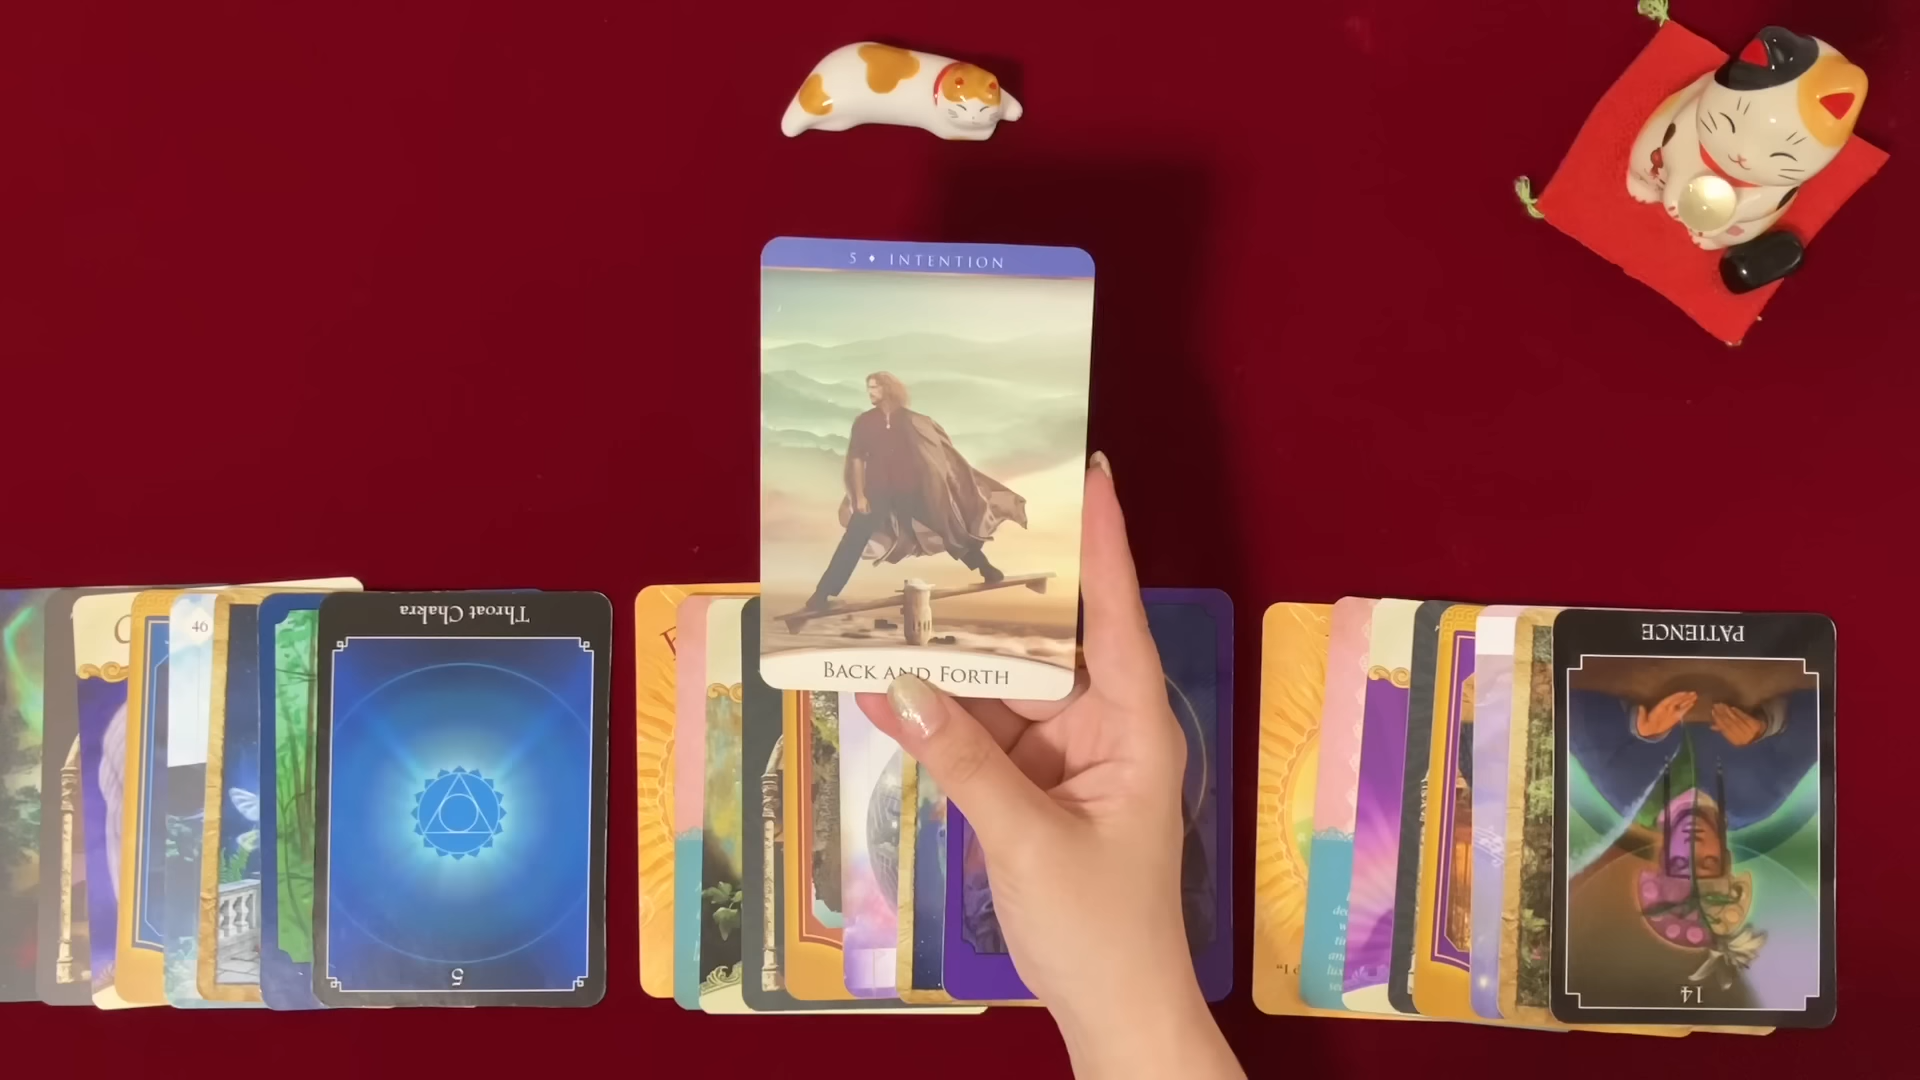 5 ♦ INTENTION
BACK AND FORTH
46
Throat Chakra
5
PATIENCE
14
"I